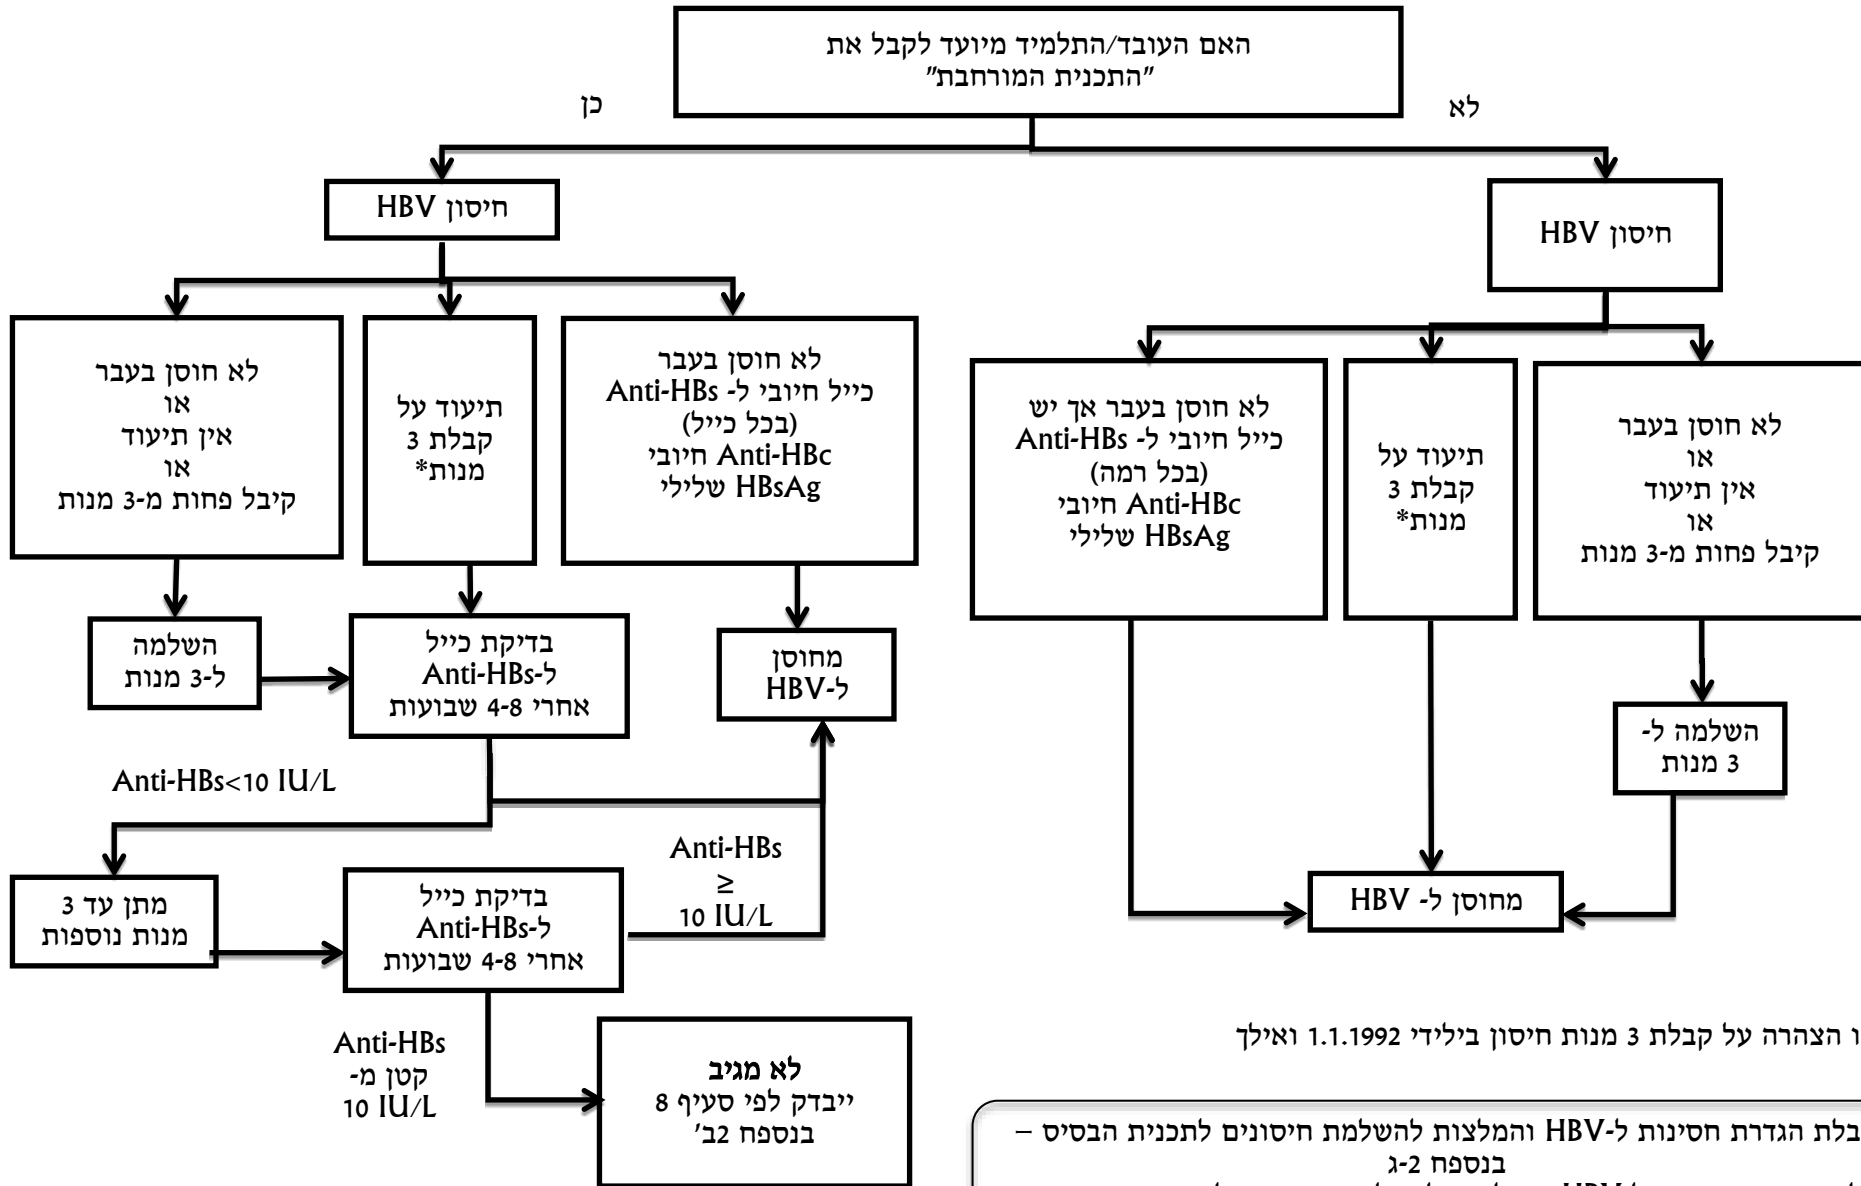 האם העובד/התלמיד מיועד לקבל את
"התכנית המורחבת"
כן
לא
חיסון HBV
חיסון HBV
לא חוסן בעבר
או
אין תיעוד
או
קיבל פחות מ-3 מנות
תיעוד על
קבלת 3
מנות*
לא חוסן בעבר
כייל חיובי ל- Anti-HBs
(בכל כייל)
Anti-HBc חיובי
HBsAg שלילי
לא חוסן בעבר אך יש
כייל חיובי ל- Anti-HBs
(בכל רמה)
Anti-HBc חיובי
HBsAg שלילי
תיעוד על
קבלת 3
מנות*
לא חוסן בעבר
או
אין תיעוד
או
קיבל פחות מ-3 מנות
השלמה
ל-3 מנות
בדיקת כייל
ל-Anti-HBs
אחרי 4-8 שבועות
מחוסן
ל-HBV
השלמה ל-
3 מנות
Anti-HBs<10 IU/L
Anti-HBs
≥
10 IU/L
מתן עד 3
מנות נוספות
בדיקת כייל
ל-Anti-HBs
אחרי 4-8 שבועות
מחוסן ל- HBV
Anti-HBs
קטן מ-
10 IU/L
לא מגיב
ייבדק לפי סעיף 8
בנספח 2ב'
ו הצהרה על קבלת 3 מנות חיסון בילידי 1.1.1992 ואילך
בלת הגדרת חסינות ל-HBV והמלצות להשלמת חיסונים לתכנית הבסיס –
בנספח 2-ג